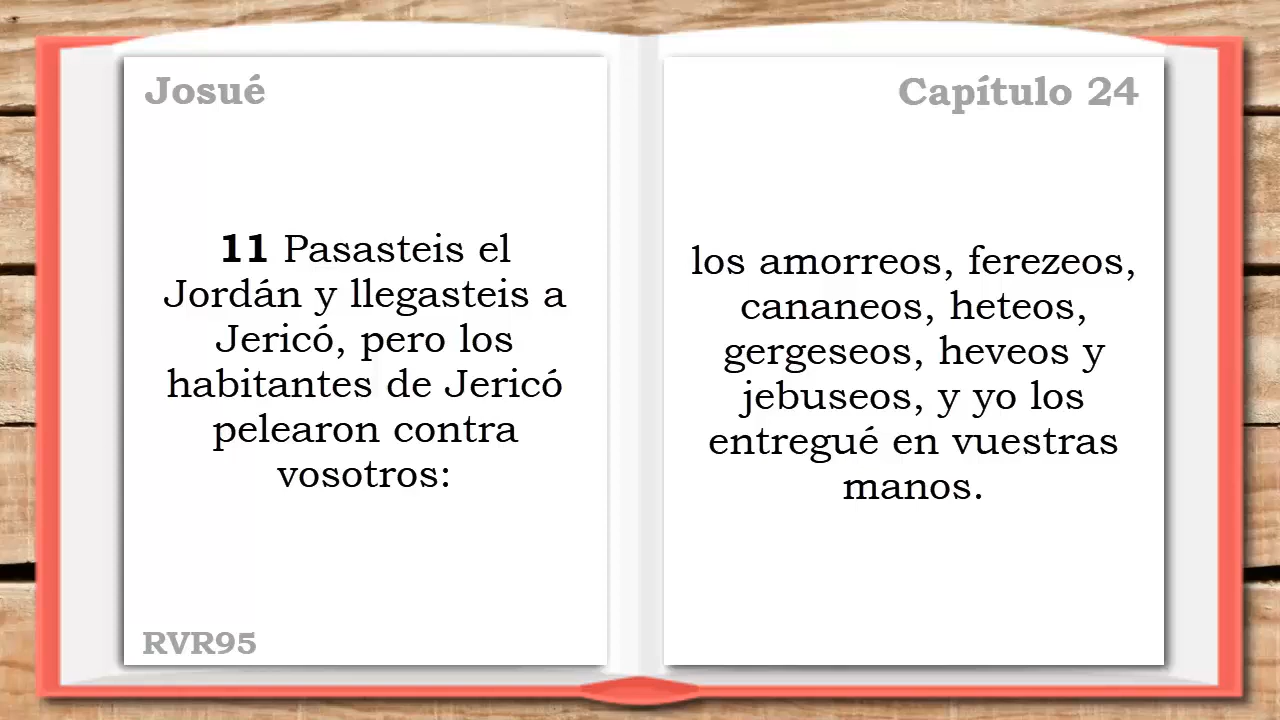 Josué
11 Pasasteis el
Jordán y llegasteis a
Jericó, pero los
habitantes de Jericó
pelearon contra
vosotros:
RVR95
Capítulo 24
los amorreos, ferezeos,
cananeos, heteos,
gergeseos, heveos y
jebuseos, y yo los
entregué en vuestras
manos.